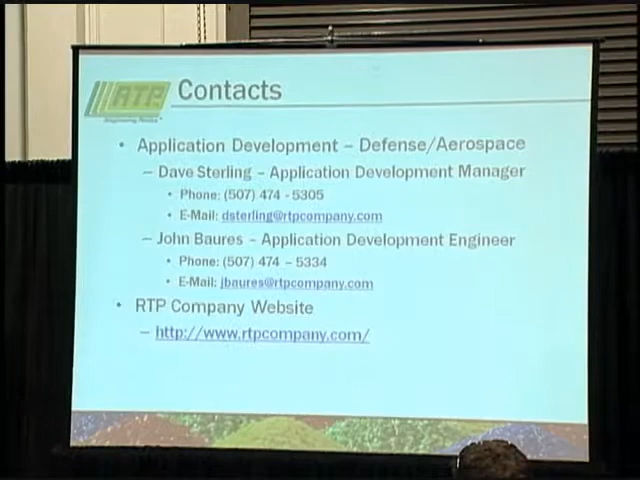 RTP
Contacts
• Application Development – Defense/Aerospace
– Dave Sterling – Application Development Manager
• Phone: (507) 474 - 5305
• E-Mail: dsterling@rtpcompany.com
– John Baures – Application Development Engineer
• Phone: (507) 474 – 5334
• E-Mail: jbaures@rtpcompany.com
• RTP Company Website
– http://www.rtpcompany.com/